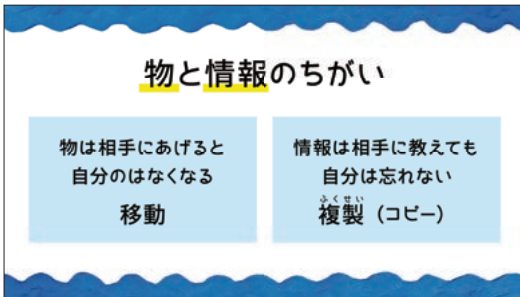 物と情報のちがい
物は相手にあげると
自分のはなくなる
移動
情報は相手に教えても
自分は忘れない
ふくせい
複製（コピー）